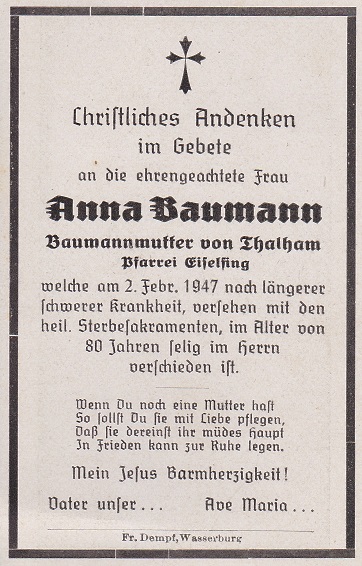 Christliches Andenken
im Gebete
an die ehrengeachtete Frau
Anna Baumann
Baumannmutter von Thalham
Pfarrei Eiselfing
welche am 2. Febr. 1947 nach längerer
schwerer Krankheit, versehen mit den
heil. Sterbesakramenten, im Alter von
80 Jahren selig im Herrn
verschieden ist.
Wenn Du noch eine Mutter hast
So sollst Du sie mit Liebe pflegen,
Daß sie dereinst ihr müdes Haupt
In Frieden kann zur Ruhe legen.
Mein Jesus Barmherzigkeit!
Vater unser... Ave Maria...
Fr. Dempf, Wasserburg